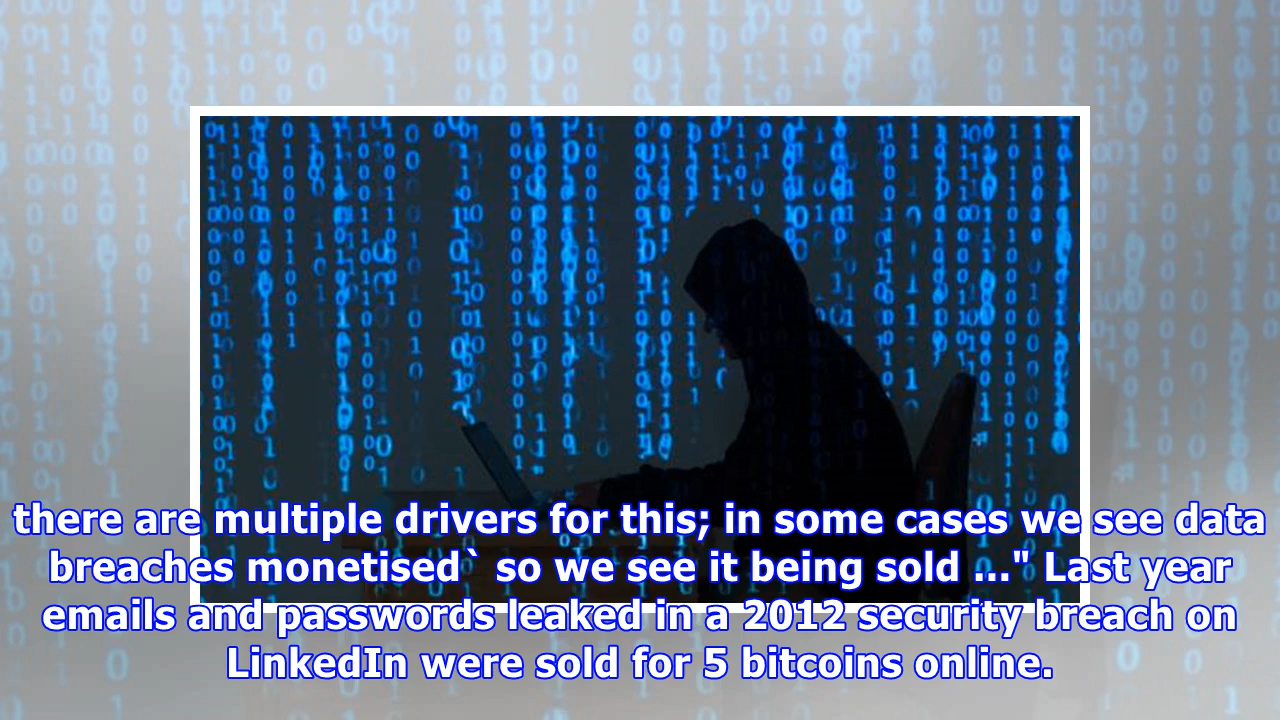 there are multiple drivers for this; in some cases we see data
breaches monetised` so we see it being sold ..." Last year
emails and passwords leaked in a 2012 security breach on
LinkedIn were sold for 5 bitcoins online.